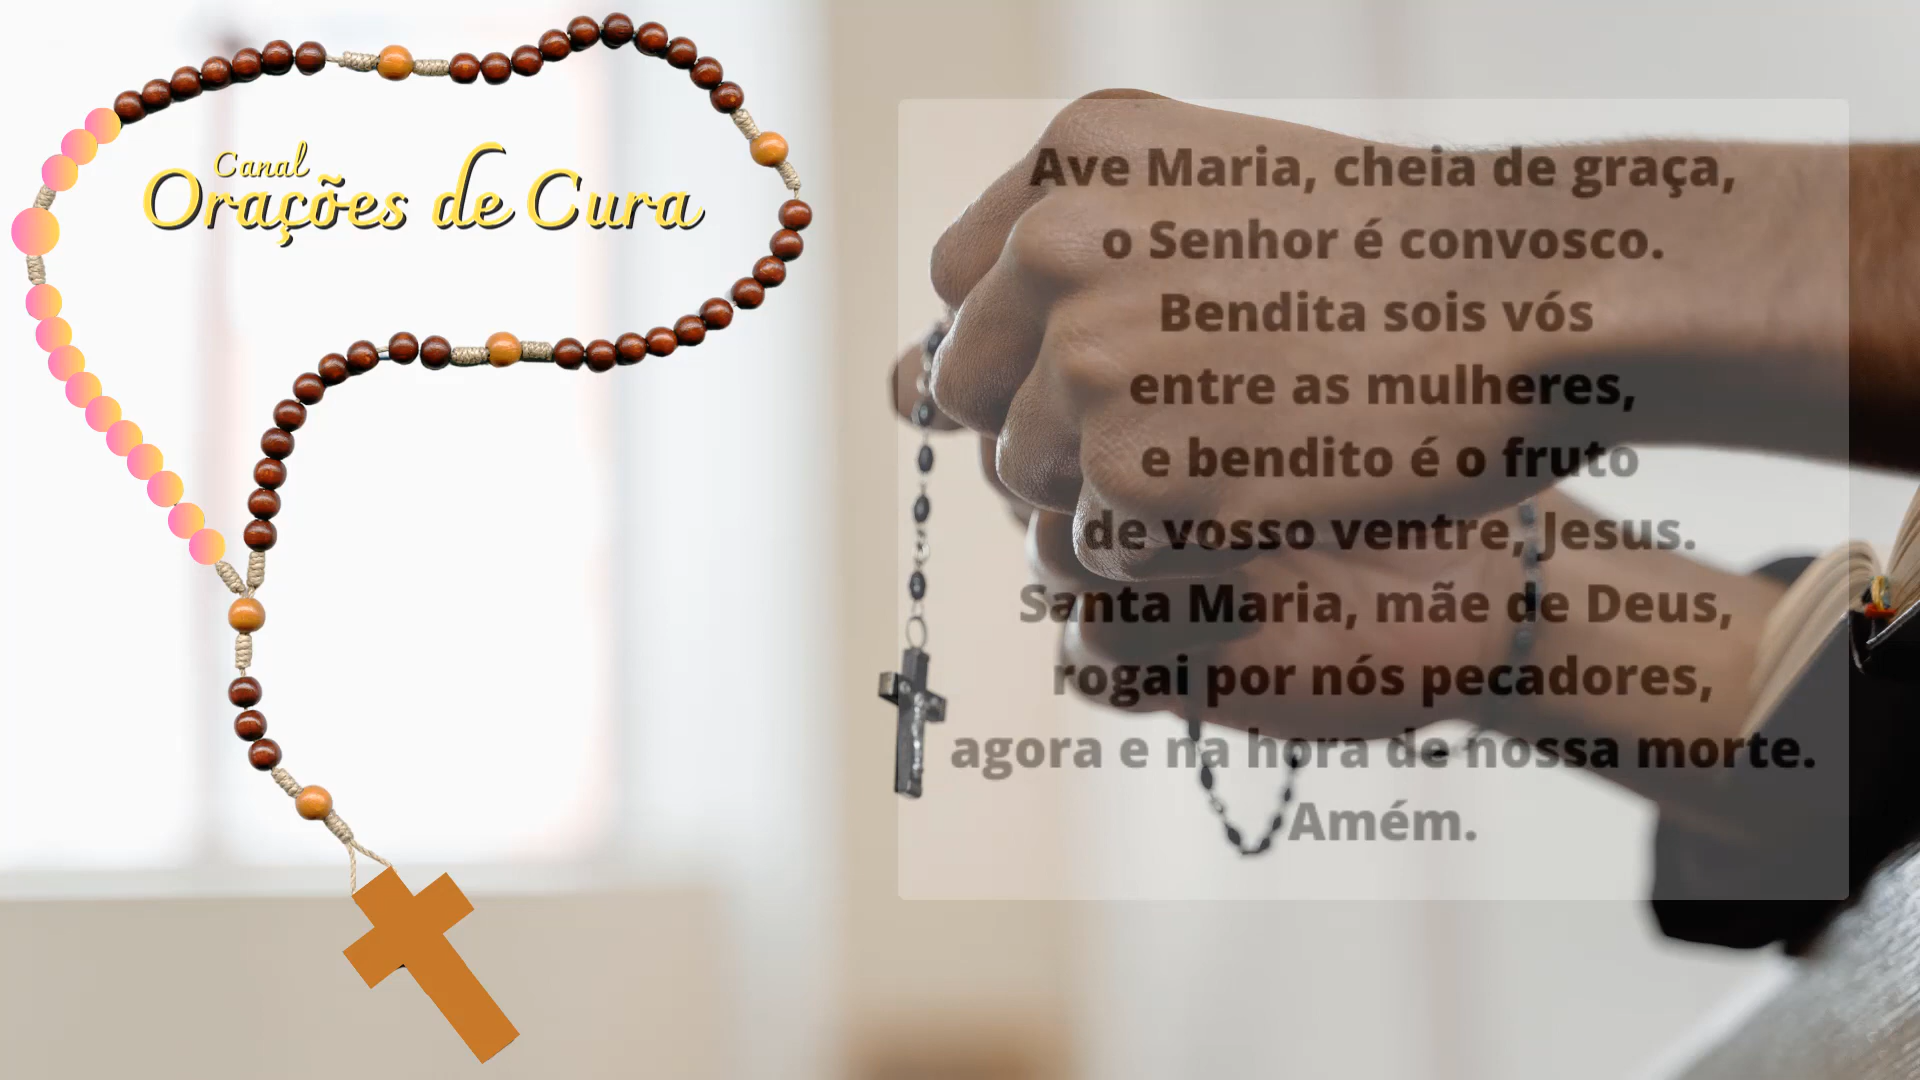 Canal
Orações de Cura
Ave Maria, cheia de graça,
o Senhor é convosco.
Bendita sois vós
entre as mulheres,
e bendito é o fruto
de vosso ventre, Jesus.
Santa Maria, mãe de Deus,
rogai por nós pecadores,
agora e na hora de nossa morte.
Amém.